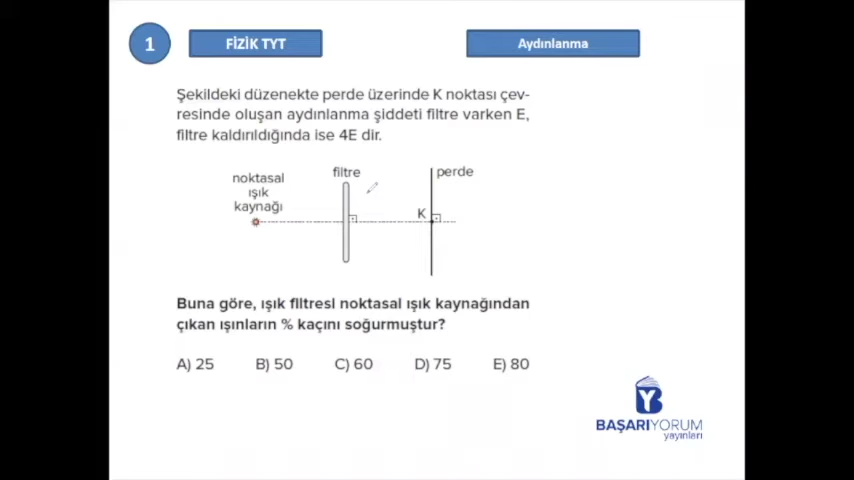 1
FİZİK TYT
Aydınlanma
Şekildeki düzenekte perde üzerinde K noktası çev-
resinde oluşan aydınlanma şiddeti filtre varken E,
filtre kaldırıldığında ise 4E dir.
noktasal
ışık
kaynağı
filtre
perde
K
Buna göre, ışık filtresi noktasal ışık kaynağından
çıkan ışınların % kaçını soğurmuştur?
A) 25 B) 50 C) 60 D) 75 E) 80
BAŞARIYORUM
yayınları